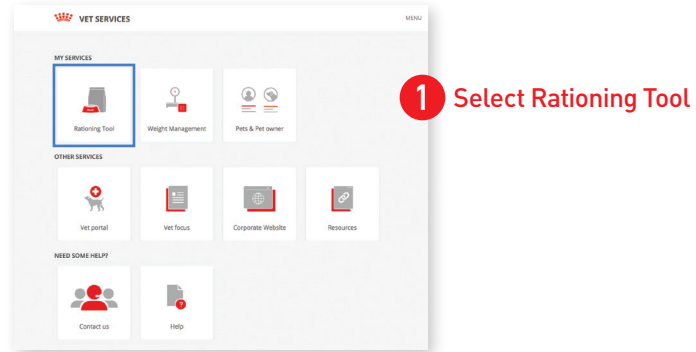 VET SERVICES
MENU
MY SERVICES
Rationing Tool
Weight Management
Pets & Pet owner
1 Select Rationing Tool
OTHER SERVICES
Vet portal
Vet focus
Corporate Website
Resources
NEED SOME HELP?
Contact us
?
Help